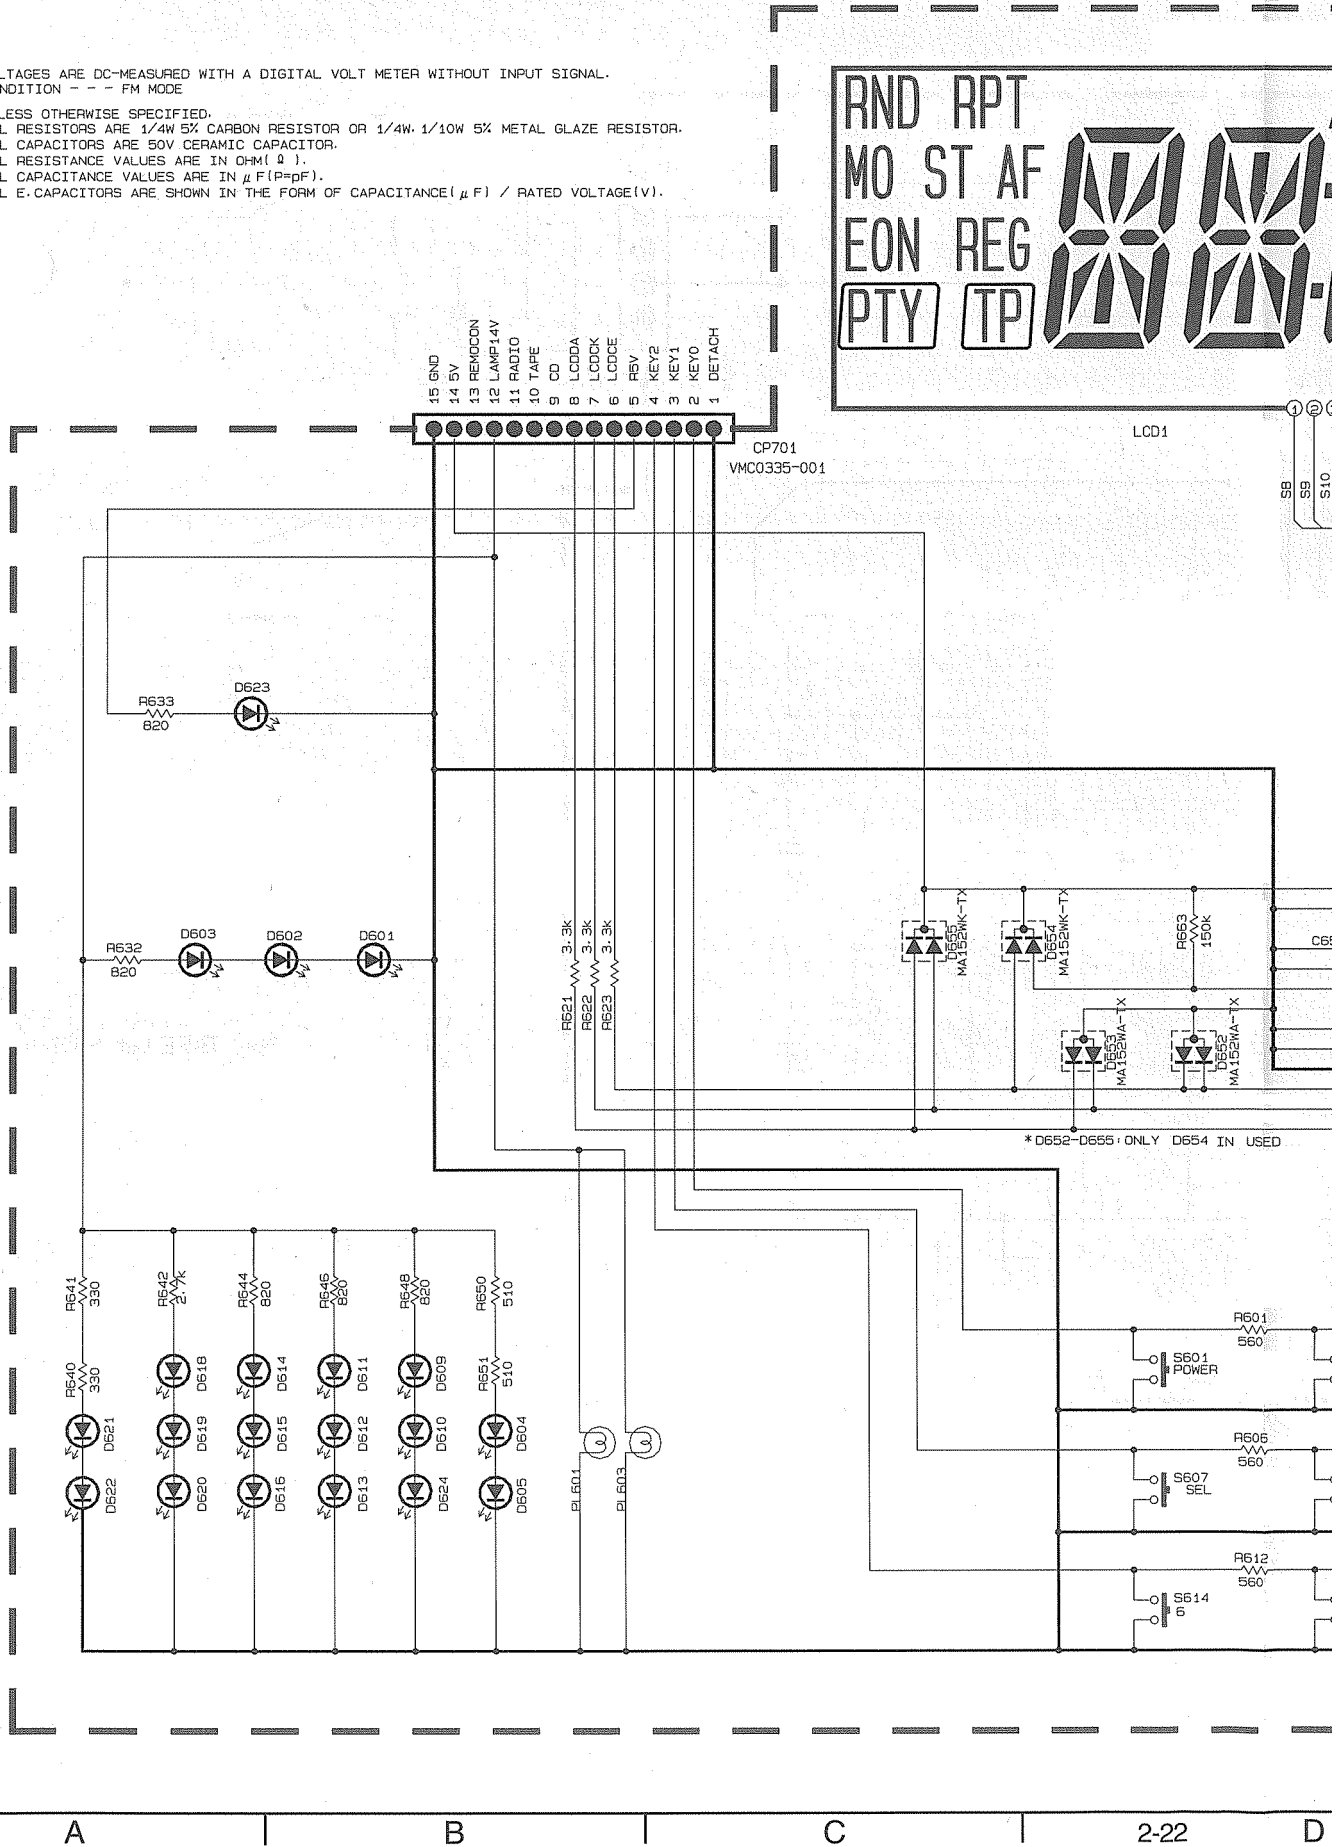 LTAGES ARE DC-MEASURED WITH A DIGITAL VOLT METER WITHOUT INPUT SIGNAL.
NDITION - - - FM MODE
LESS OTHERWISE SPECIFIED.
L RESISTORS ARE 1/4W 5% CARBON RESISTOR OR 1/4W. 1/10W 5% METAL GLAZE RESISTOR.
L CAPACITORS ARE 50V CERAMIC CAPACITOR.
L RESISTANCE VALUES ARE IN OHM( Ω ).
L CAPACITANCE VALUES ARE IN μF(P=pF).
L E.CAPACITORS ARE SHOWN IN THE FORM OF CAPACITANCE(μF) / RATED VOLTAGE(V).
RND RPT
MO ST AF
EON REG
PTY TP
LCD1
1 2
S8
S9
S10
15 GND
14 5V
13 REMOCON
12 LAMP14V
11 RADIO
10 TAPE
9 CD
8 LCDDA
7 LCDCK
6 LCDCE
5 R5V
4 KEY2
3 KEY1
2 KEY0
1 DETACH
CP701
VMC0335-001
R633
820
D623
R632
820
D603
D602
D601
R621 3.3k
R622 3.3k
R623 3.3k
D655
MA152WK-TX
D654
MA152WK-TX
R663
150k
C65
D653
MA152WA-TX
D652
MA152WA-TX
*D652-D655:ONLY D654 IN USED
R641
330
R642
2.7k
R644
820
R646
820
R648
820
R650
510
R640
330
R651
510
D618
D614
D611
D609
D621
D619
D615
D612
D610
D604
D622
D620
D616
D613
D624
D605
PL601
PL603
R601
560
S601
POWER
R606
560
S607
SEL
R612
560
S614
6
A B C 2-22 D